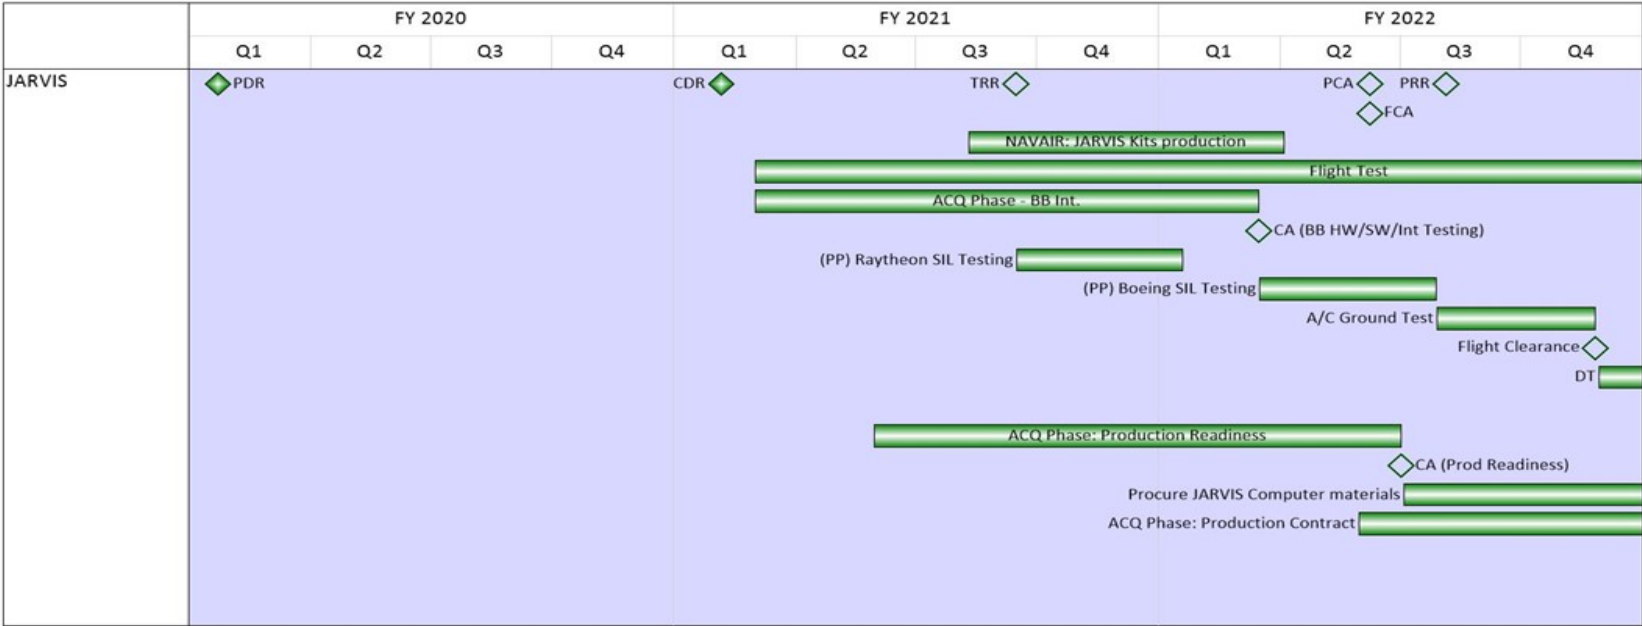 FY 2020 FY 2021 FY 2022
Q1 Q2 Q3 Q4 Q1 Q2 Q3 Q4 Q1 Q2 Q3 Q4
JARVIS PDR CDR TRR PCA PRR
FCA
NAVAIR: JARVIS Kits production
Flight Test
ACQ Phase - BB Int.
CA (BB HW/SW/Int Testing)
(PP) Raytheon SIL Testing
(PP) Boeing SIL Testing
A/C Ground Test
Flight Clearance
DT
ACQ Phase: Production Readiness
CA (Prod Readiness)
Procure JARVIS Computer materials
ACQ Phase: Production Contract